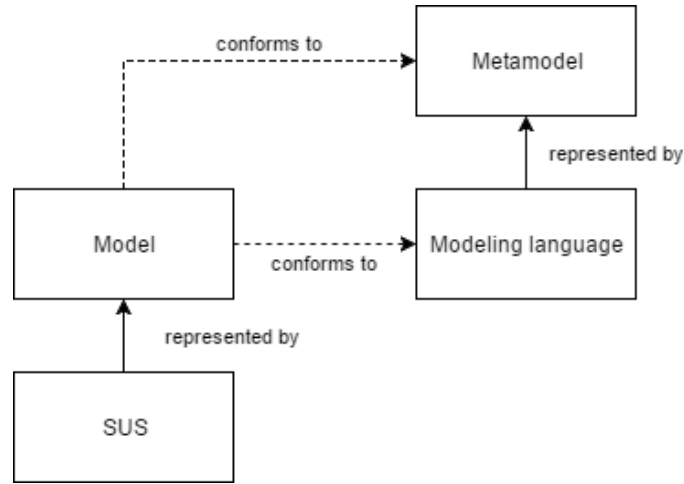 conforms to
Metamodel
represented by
Model
Modeling language
conforms to
represented by
SUS